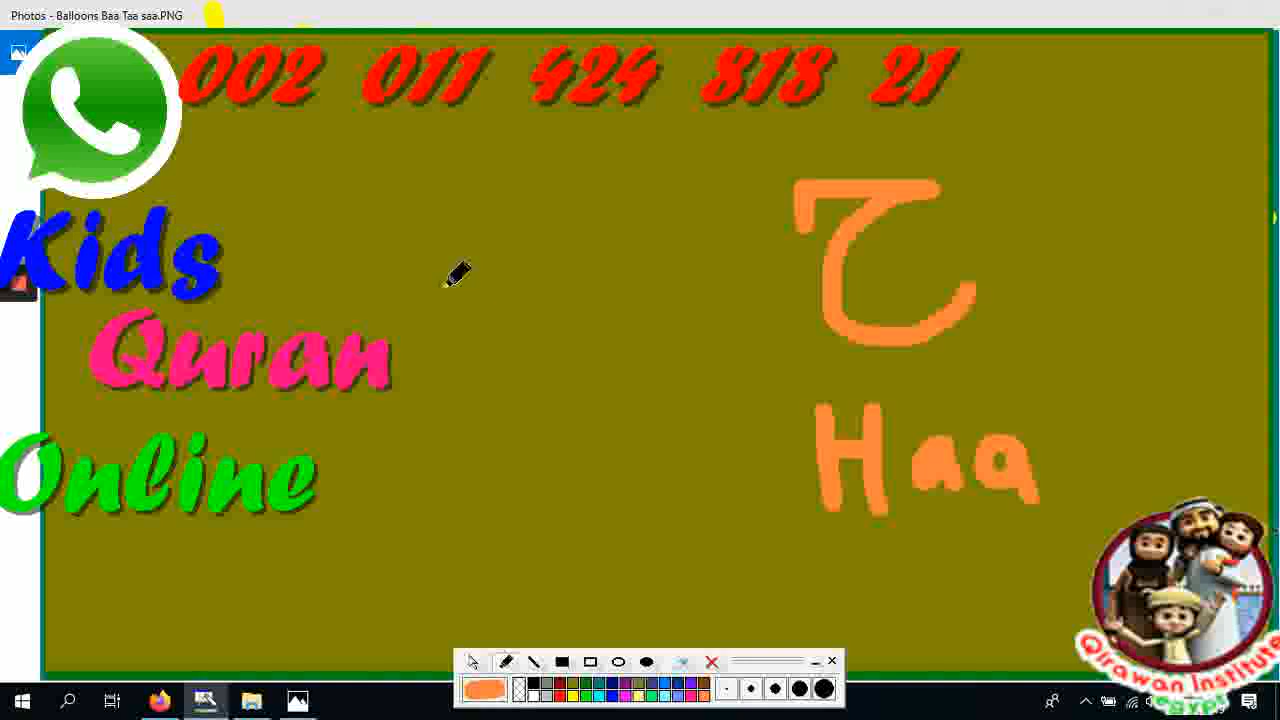 Photos - Balloons Baa Taa saa.PNG
002 011 424 818 21
Kids
Quran
Online
ح
Haa
Qirawan Institute
egypt